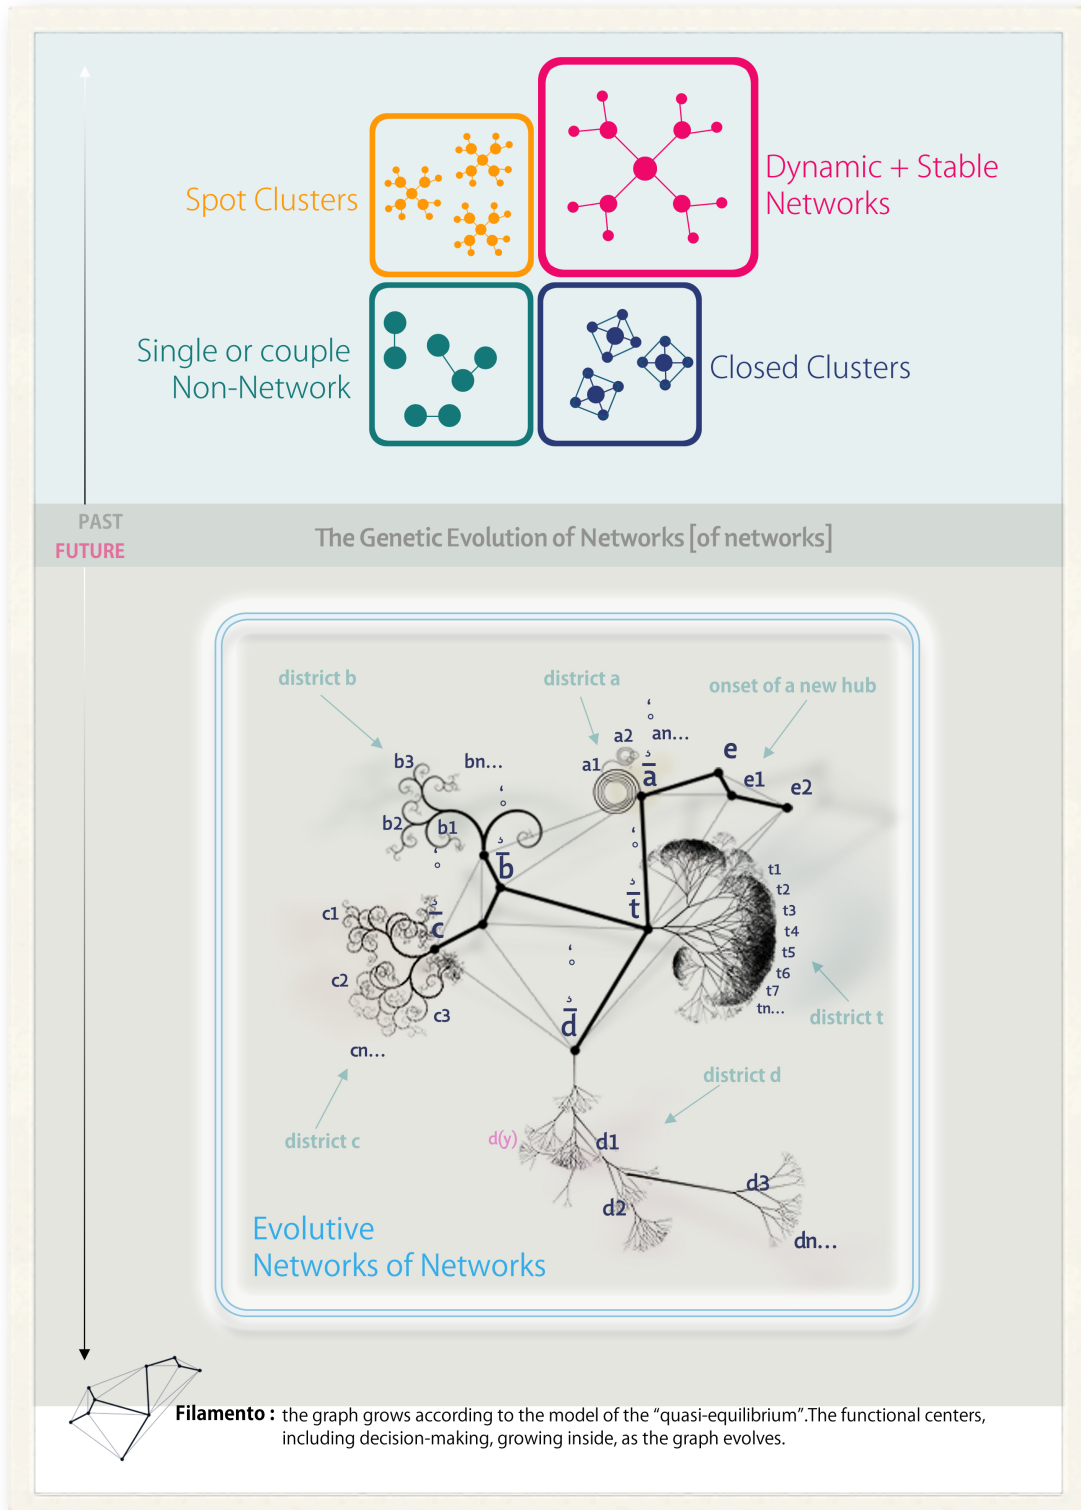 Spot Clusters
Dynamic + Stable
Networks
Single or couple
Non-Network
Closed Clusters
PAST
FUTURE
The Genetic Evolution of Networks [of networks]
district b
district a
onset of a new hub
b3
bn...
a2
an...
a1
a
e
e1
e2
b2
b1
b
t1
t2
t3
t4
t5
t6
t7
tn...
t
c1
c
c2
c3
cn...
d
district t
district d
district c
d(y)
d1
d2
d3
dn...
Evolutive
Networks of Networks
Filamento : the graph grows according to the model of the “quasi-equilibrium”.The functional centers,
including decision-making, growing inside, as the graph evolves.